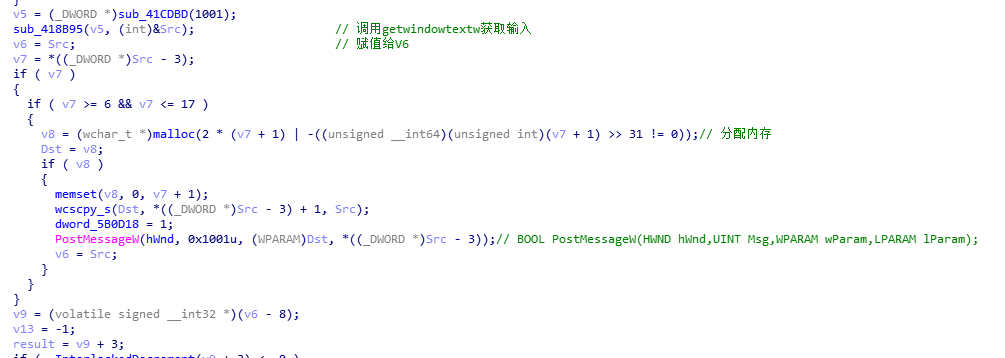 }
v5 = (_DWORD *)sub_41CDBD(1001);
sub_418B95(v5, (int)&Src); // 调用getwindowtextw获取输入
v6 = Src; // 赋值给V6
v7 = *((_DWORD *)Src - 3);
if ( v7 )
{
if ( v7 >= 6 && v7 <= 17 )
{
v8 = (wchar_t *)malloc(2 * (v7 + 1) | -((unsigned __int64)(unsigned int)(v7 + 1) >> 31 != 0));// 分配内存
Dst = v8;
if ( v8 )
{
memset(v8, 0, v7 + 1);
wcscpy_s(Dst, *((_DWORD *)Src - 3) + 1, Src);
dword_5B0D18 = 1;
PostMessageW(hWnd, 0x1001u, (WPARAM)Dst, *((_DWORD *)Src - 3));// BOOL PostMessageW(HWND hWnd,UINT Msg,WPARAM wParam,LPARAM lParam);
v6 = Src;
}
}
}
v9 = (volatile signed __int32 *)(v6 - 8);
v13 = -1;
result = v9 + 3;
if ( _InterlockedDecrement(v9 + 3) <= 0 )